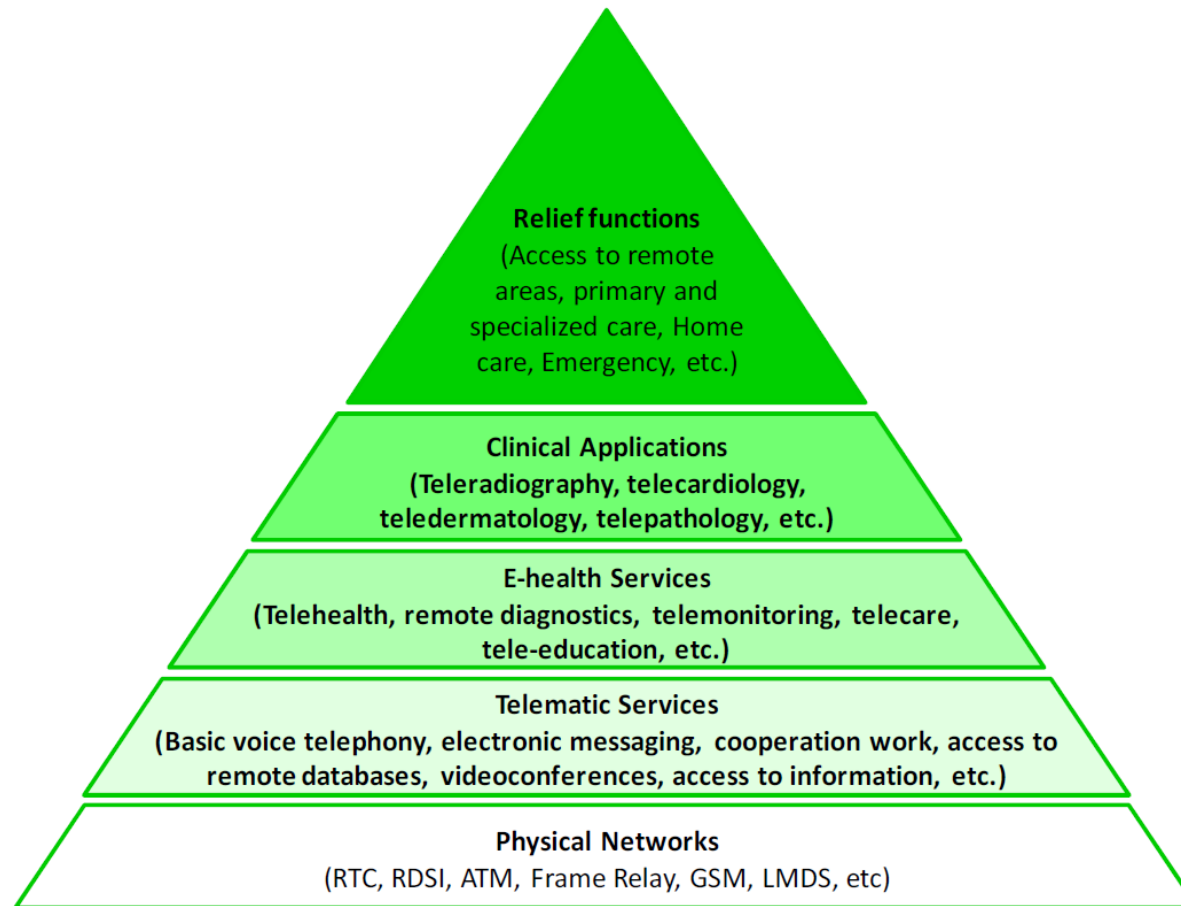 Relief functions
(Access to remote
areas, primary and
specialized care, Home
care, Emergency, etc.)
Clinical Applications
(Teleradiography, telecardiology,
teledermatology, telepathology, etc.)
E-health Services
(Telehealth, remote diagnostics, telemonitoring, telecare,
tele-education, etc.)
Telematic Services
(Basic voice telephony, electronic messaging, cooperation work, access to
remote databases, videoconferences, access to information, etc.)
Physical Networks
(RTC, RDSI, ATM, Frame Relay, GSM, LMDS, etc)